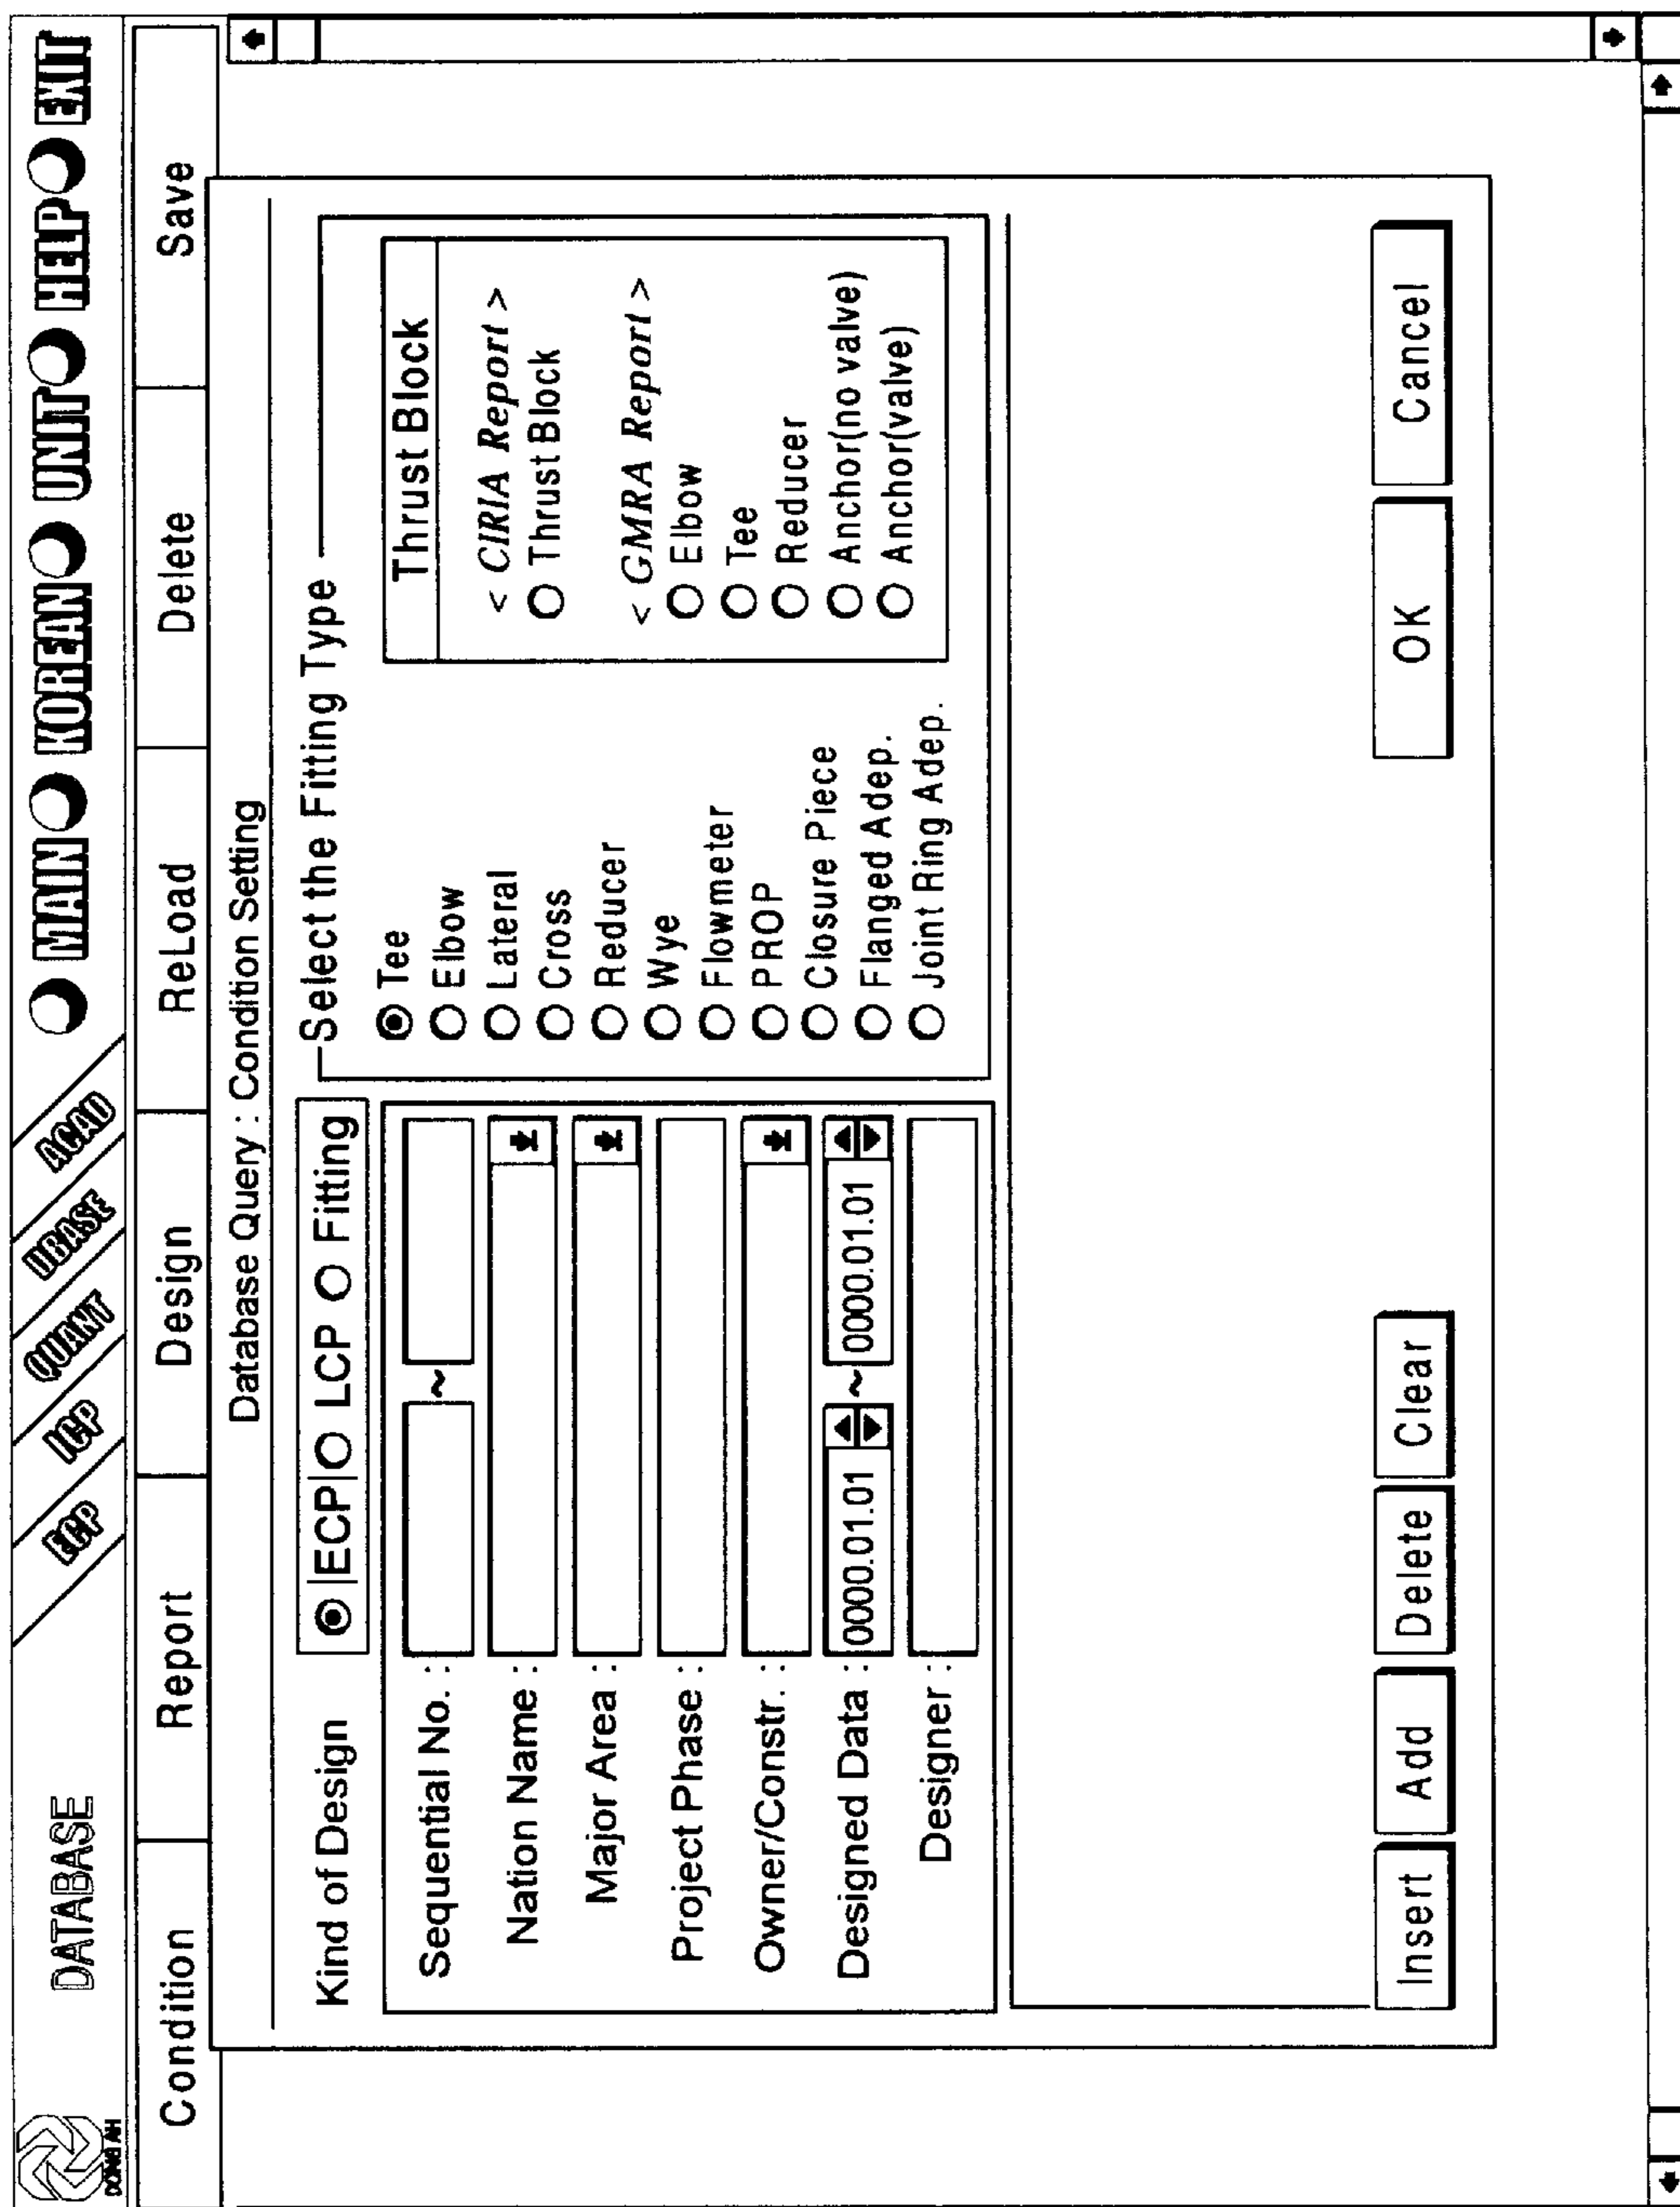 DONG AH
DATABASE
ECP ICP QUANT DBASE ACAD
MAIN KOREAN UNIT HELP EXIT
Condition Report Design ReLoad Delete Save
Database Query : Condition Setting
Kind of Design
ECP LCP Fitting
Sequential No. : ~
Nation Name :
Major Area :
Project Phase :
Owner/Constr. :
Designed Data : 0000.01.01 ~ 0000.01.01
Designer :
Select the Fitting Type
Tee
Elbow
Lateral
Cross
Reducer
Wye
Flowmeter
PROP
Closure Piece
Flanged Adep.
Joint Ring Adep.
Thrust Block
< CIRIA Report >
Thrust Block
< GMRA Report >
Elbow
Tee
Reducer
Anchor(no valve)
Anchor(valve)
Insert Add Delete Clear OK Cancel